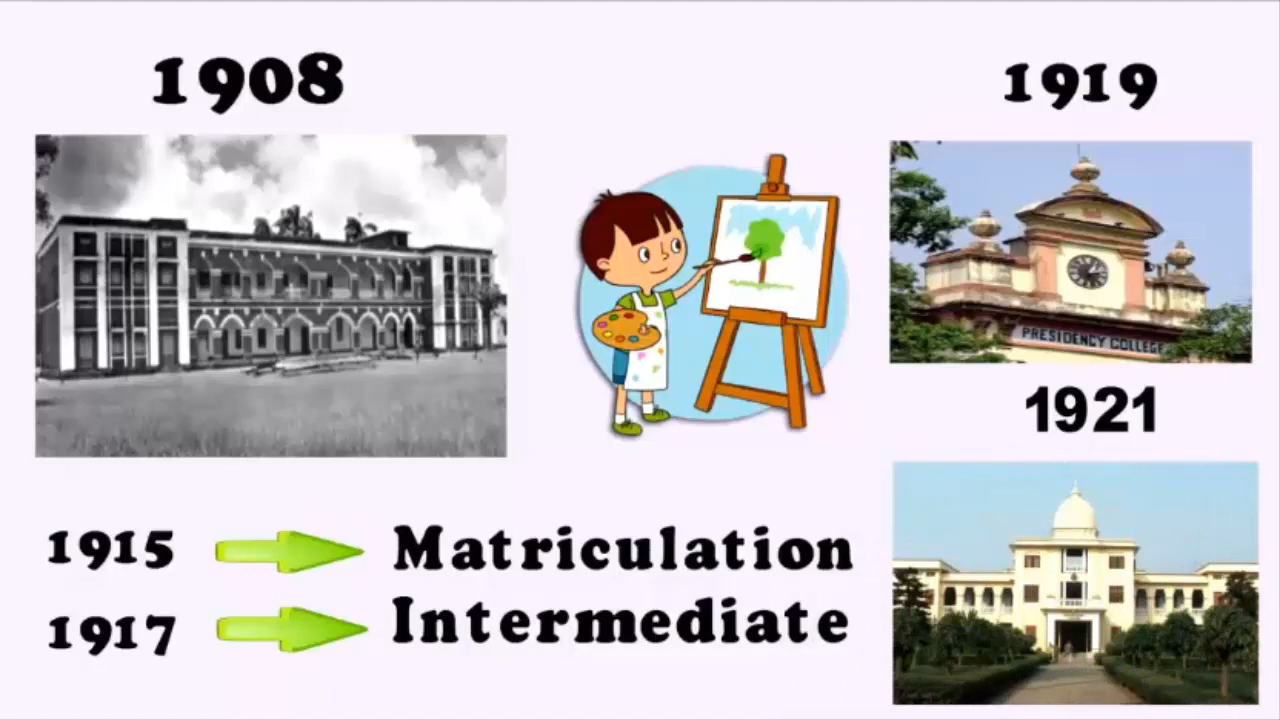 1908
1919
PRESIDENCY COLLEGE
1921
1915 Matriculation
1917 Intermediate